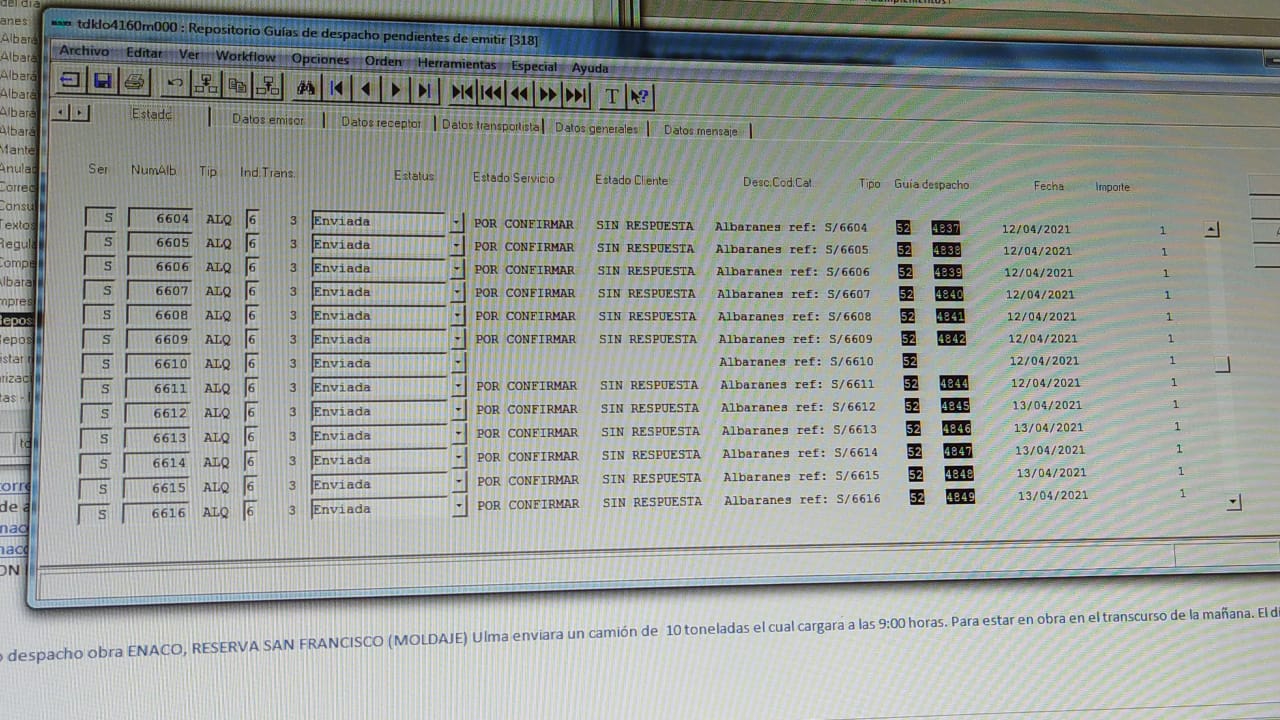 tdklo4160m000 : Repositorio Guías de despacho pendientes de emitir [318]
Archivo Editar Ver Workflow Opciones Orden Herramientas Especial Ayuda
Estado Datos emisor Datos receptor Datos transportista Datos generales Datos mensaje
Ser NumAlb Tip Ind.Trans. Estatus Estado Servicio Estado Cliente Desc.Cod.Cat. Tipo Guia despacho Fecha Importe
S 6604 ALQ 6 3 Enviada POR CONFIRMAR SIN RESPUESTA Albaranes ref: S/6604 52 4837 12/04/2021 1
S 6605 ALQ 6 3 Enviada POR CONFIRMAR SIN RESPUESTA Albaranes ref: S/6605 52 4838 12/04/2021 1
S 6606 ALQ 6 3 Enviada POR CONFIRMAR SIN RESPUESTA Albaranes ref: S/6606 52 4839 12/04/2021 1
S 6607 ALQ 6 3 Enviada POR CONFIRMAR SIN RESPUESTA Albaranes ref: S/6607 52 4840 12/04/2021 1
S 6608 ALQ 6 3 Enviada POR CONFIRMAR SIN RESPUESTA Albaranes ref: S/6608 52 4841 12/04/2021 1
S 6609 ALQ 6 3 Enviada POR CONFIRMAR SIN RESPUESTA Albaranes ref: S/6609 52 4842 12/04/2021 1
S 6610 ALQ 6 3 Enviada Albaranes ref: S/6610 52 12/04/2021 1
S 6611 ALQ 6 3 Enviada POR CONFIRMAR SIN RESPUESTA Albaranes ref: S/6611 52 4844 12/04/2021 1
S 6612 ALQ 6 3 Enviada POR CONFIRMAR SIN RESPUESTA Albaranes ref: S/6612 52 4845 13/04/2021 1
S 6613 ALQ 6 3 Enviada POR CONFIRMAR SIN RESPUESTA Albaranes ref: S/6613 52 4846 13/04/2021 1
S 6614 ALQ 6 3 Enviada POR CONFIRMAR SIN RESPUESTA Albaranes ref: S/6614 52 4847 13/04/2021 1
S 6615 ALQ 6 3 Enviada POR CONFIRMAR SIN RESPUESTA Albaranes ref: S/6615 52 4848 13/04/2021 1
S 6616 ALQ 6 3 Enviada POR CONFIRMAR SIN RESPUESTA Albaranes ref: S/6616 52 4849 13/04/2021 1
despacho obra ENACO, RESERVA SAN FRANCISCO (MOLDAJE) Ulma enviara un camión de 10 toneladas el cual cargará a las 9:00 horas. Para estar en obra en el transcurso de la mañana. El